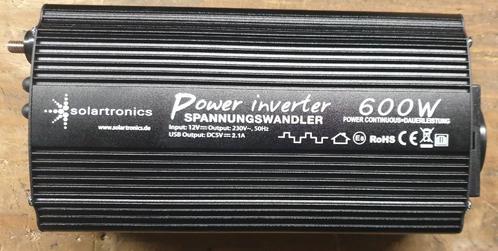 solartronics
www.solartronics.de
Power inverter
SPANNUNGSWANDLER
Input: 12V⎓Output: 230V~, 50Hz
USB Output: DC5V⎓2.1A
600W
POWER CONTINUOUS=DAUERLEISTUNG
Es RoHS CE